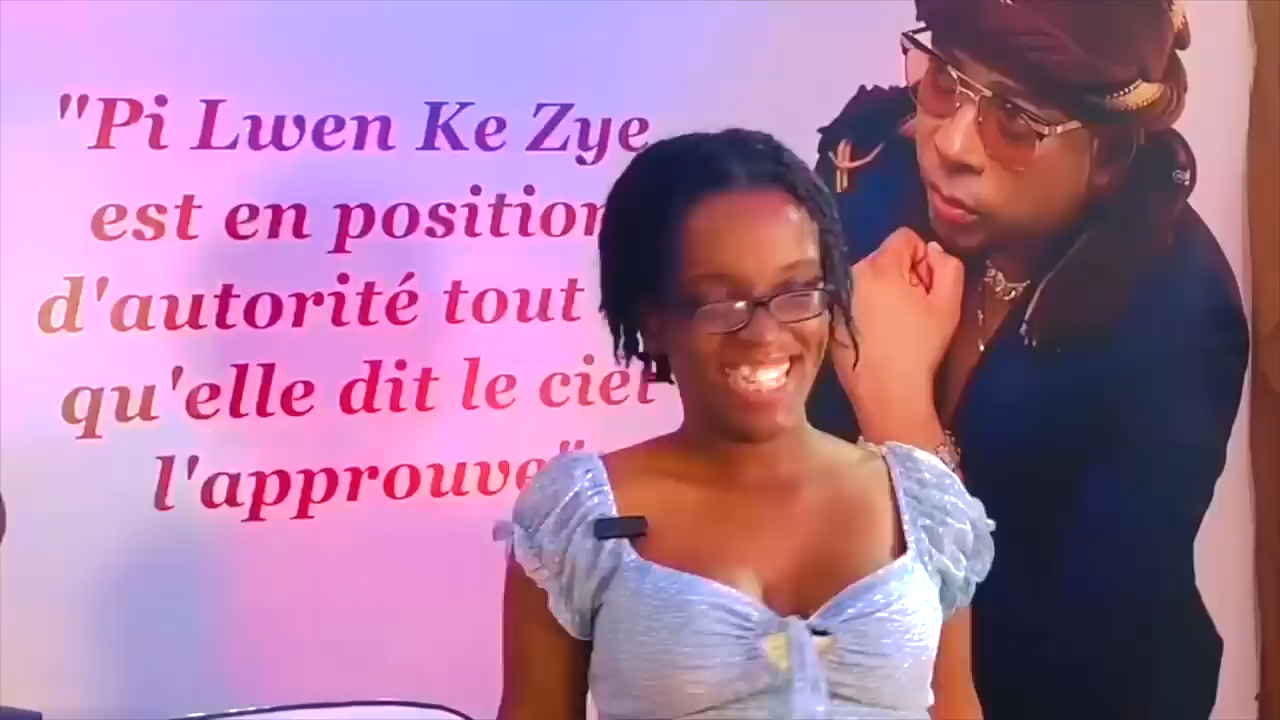 "Pi Lwen Ke Zye
est en position
d'autorité tout
qu'elle dit le ciel
l'approuve"